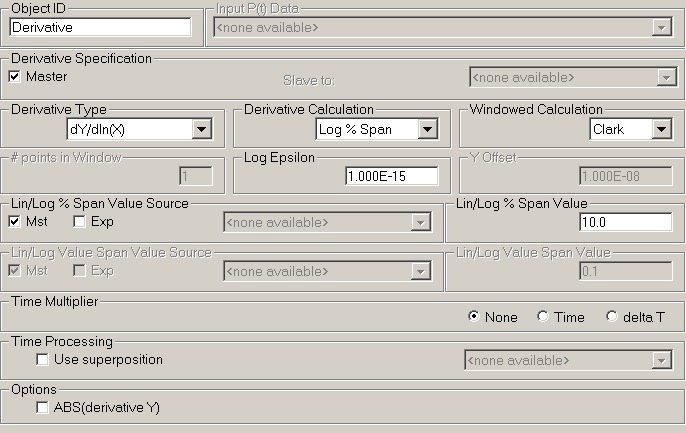 Object ID Input P(t) Data
Derivative <none available>
Derivative Specification
Master Slave to: <none available>
Derivative Type Derivative Calculation Windowed Calculation
dY/dln(X) Log % Span Clark
# points in Window Log Epsilon Y Offset
1 1.000E-15 1.000E-08
Lin/Log % Span Value Source Lin/Log % Span Value
Mst Exp <none available> 10.0
Lin/Log Value Span Value Source Lin/Log Value Span Value
Mst Exp <none available> 0.1
Time Multiplier
None Time delta T
Time Processing
Use superposition <none available>
Options
ABS(derivative Y)